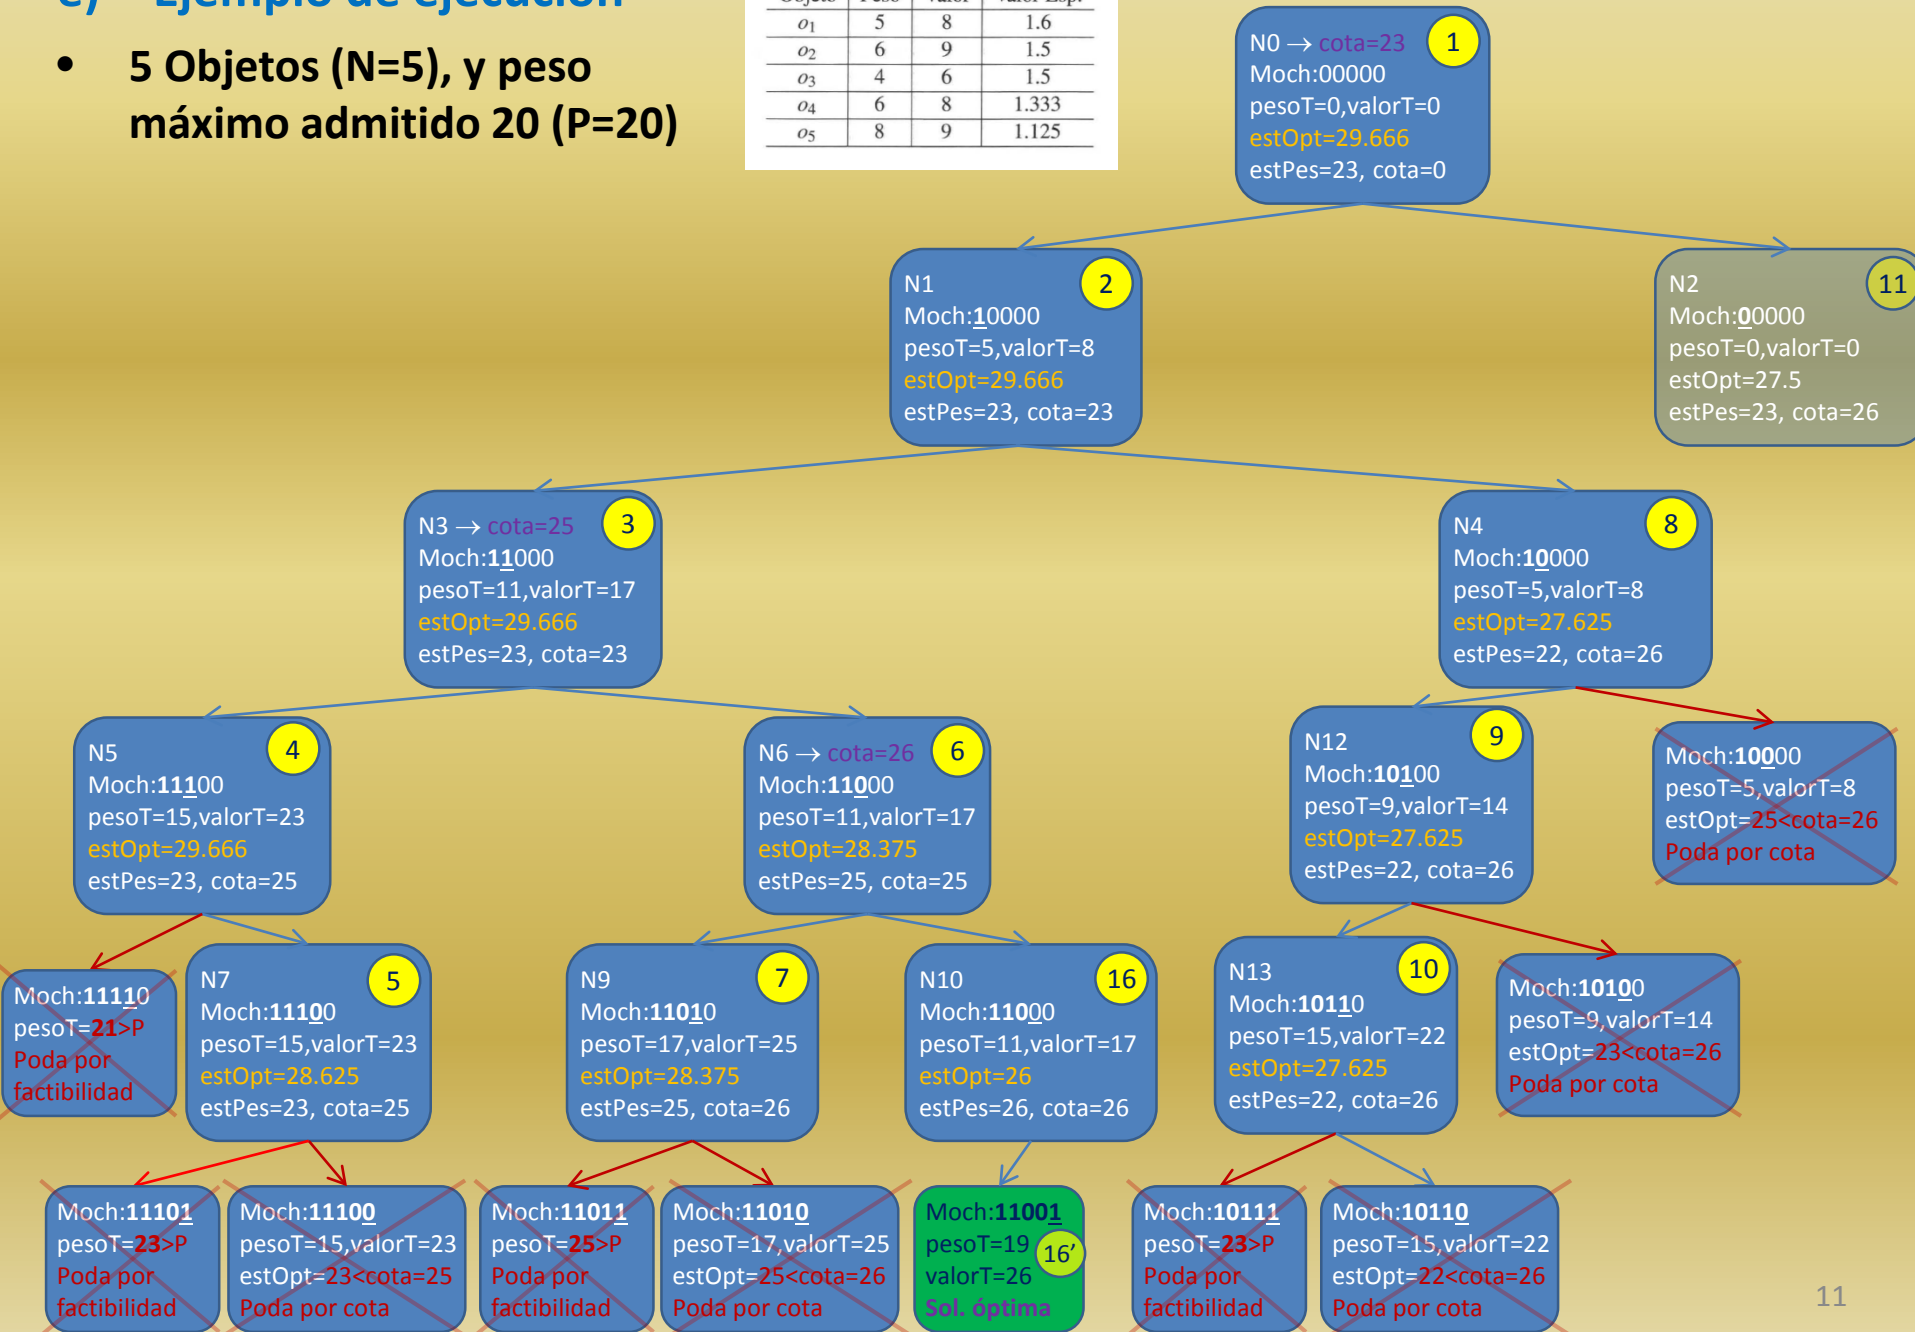 e) Ejemplo de ejecución
• 5 Objetos (N=5), y peso
máximo admitido 20 (P=20)
Objeto Peso Valor Valor Esp.
o1 5 8 1.6
o2 6 9 1.5
o3 4 6 1.5
o4 6 8 1.333
o5 8 9 1.125
N0 → cota=23 1
Moch:00000
pesoT=0,valorT=0
estOpt=29.666
estPes=23, cota=0
N1 2
Moch:10000
pesoT=5,valorT=8
estOpt=29.666
estPes=23, cota=23
N2 11
Moch:00000
pesoT=0,valorT=0
estOpt=27.5
estPes=23, cota=26
N3 → cota=25 3
Moch:11000
pesoT=11,valorT=17
estOpt=29.666
estPes=23, cota=23
N4 8
Moch:10000
pesoT=5,valorT=8
estOpt=27.625
estPes=22, cota=26
N5 4
Moch:11100
pesoT=15,valorT=23
estOpt=29.666
estPes=23, cota=25
N6 → cota=26 6
Moch:11000
pesoT=11,valorT=17
estOpt=28.375
estPes=25, cota=25
N12 9
Moch:10100
pesoT=9,valorT=14
estOpt=27.625
estPes=22, cota=26
Moch:10000
pesoT=5,valorT=8
estOpt=25<cota=26
Poda por cota
Moch:11110
pesoT=21>P
Poda por
factibilidad
N7 5
Moch:11100
pesoT=15,valorT=23
estOpt=28.625
estPes=23, cota=25
N9 7
Moch:11010
pesoT=17,valorT=25
estOpt=28.375
estPes=25, cota=26
N10 16
Moch:11000
pesoT=11,valorT=17
estOpt=26
estPes=26, cota=26
N13 10
Moch:10110
pesoT=15,valorT=22
estOpt=27.625
estPes=22, cota=26
Moch:10100
pesoT=9,valorT=14
estOpt=23<cota=26
Poda por cota
Moch:11101
pesoT=23>P
Poda por
factibilidad
Moch:11100
pesoT=15,valorT=23
estOpt=23<cota=25
Poda por cota
Moch:11011
pesoT=25>P
Poda por
factibilidad
Moch:11010
pesoT=17,valorT=25
estOpt=25<cota=26
Poda por cota
Moch:11001
pesoT=19 16’
valorT=26
Sol. óptima
Moch:10111
pesoT=23>P
Poda por
factibilidad
Moch:10110
pesoT=15,valorT=22
estOpt=22<cota=26
Poda por cota
11